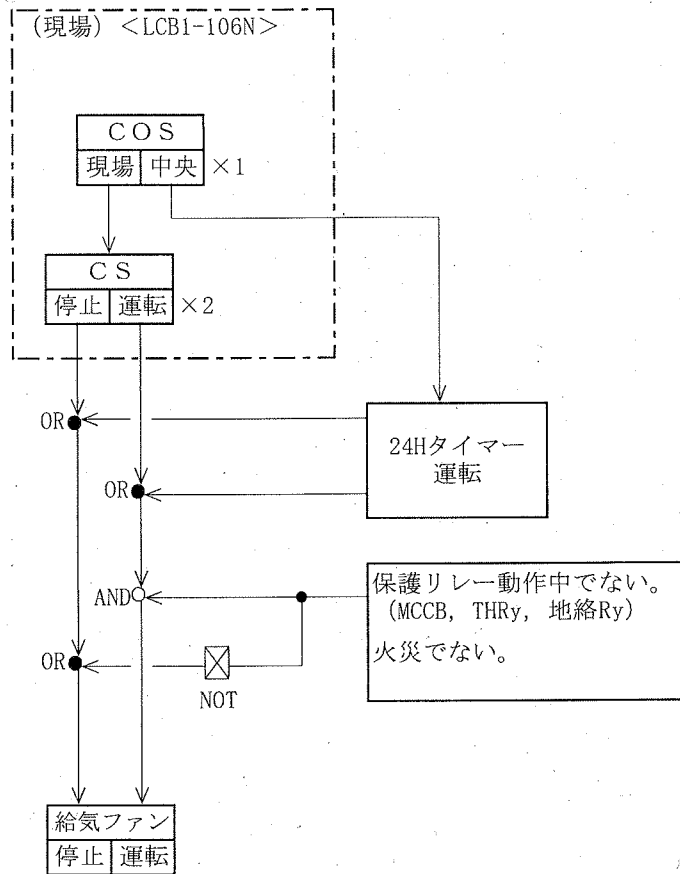 (現場) <LCB1-106N>
COS
現場 中央 ×1
CS
停止 運転 ×2
OR
24Hタイマー
運転
OR
保護リレー動作中でない。
(MCCB, THRy, 地絡Ry)
AND
火災でない。
OR
NOT
給気ファン
停止 運転